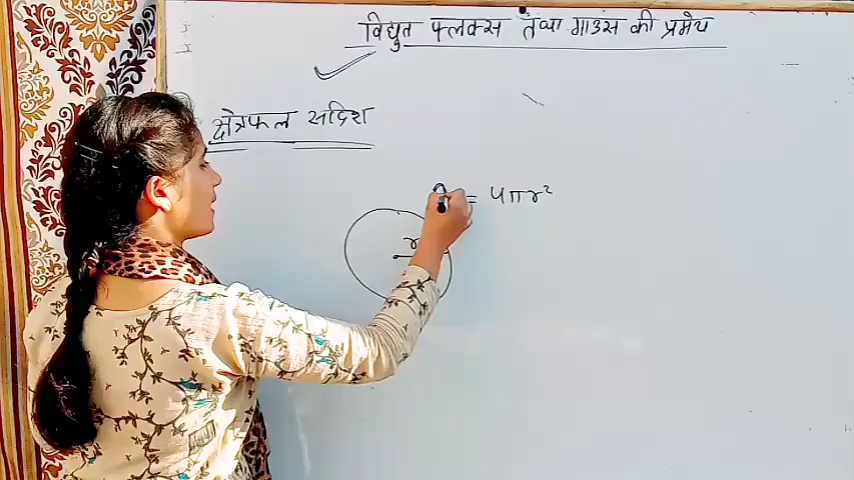 विद्युत फ्लक्स तथा गाउस की प्रमेय
क्षेत्रफल सदिश
= 4πr²
r